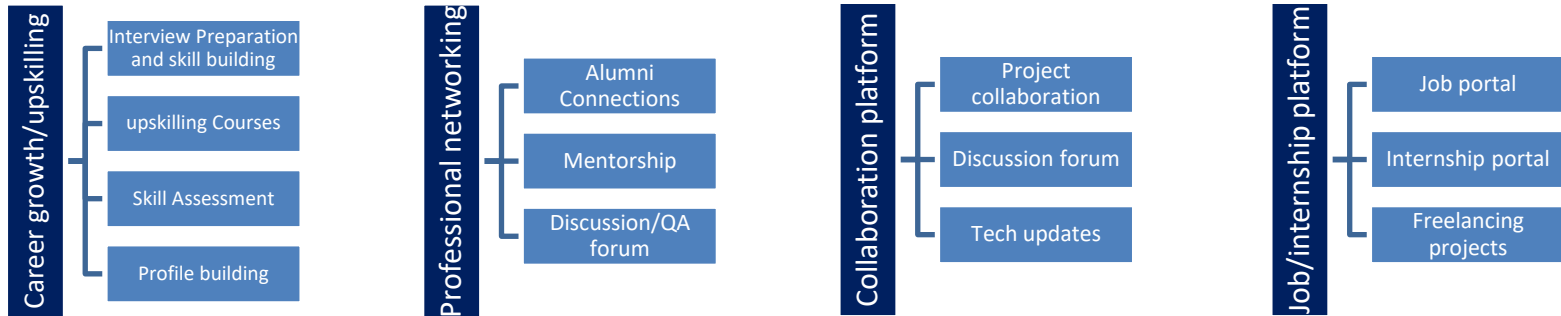 Career growth/upskilling
Interview Preparation
and skill building
upskilling Courses
Skill Assessment
Profile building
Professional networking
Alumni
Connections
Mentorship
Discussion/QA
forum
Collaboration platform
Project
collaboration
Discussion forum
Tech updates
Job/internship platform
Job portal
Internship portal
Freelancing
projects